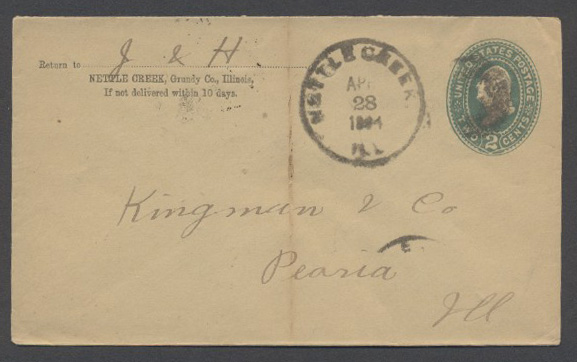 Return to J & H
NETTLE CREEK, Grundy Co., Illinois,
If not delivered within 10 days.
NETTLE CREEK
APR
28
ILL
UNITED STATES POSTAGE
TWO 2 CENTS
Kingman & Co
Peoria
Ill